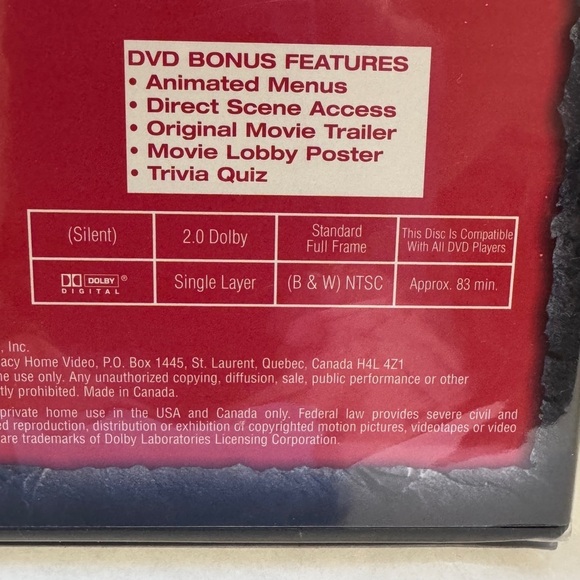 DVD BONUS FEATURES
• Animated Menus
• Direct Scene Access
• Original Movie Trailer
• Movie Lobby Poster
• Trivia Quiz
(Silent)
2.0 Dolby
Standard
Full Frame
This Disc Is Compatible
With All DVD Players
DOLBY®
DIGITAL
Single Layer
(B & W) NTSC
Approx. 83 min.
, Inc.
acy Home Video, P.O. Box 1445, St. Laurent, Quebec, Canada H4L 4Z1
ne use only. Any unauthorized copying, diffusion, sale, public performance or other
tly prohibited. Made in Canada.
private home use in the USA and Canada only. Federal law provides severe civil and
ed reproduction, distribution or exhibition of copyrighted motion pictures, videotapes or video
are trademarks of Dolby Laboratories Licensing Corporation.